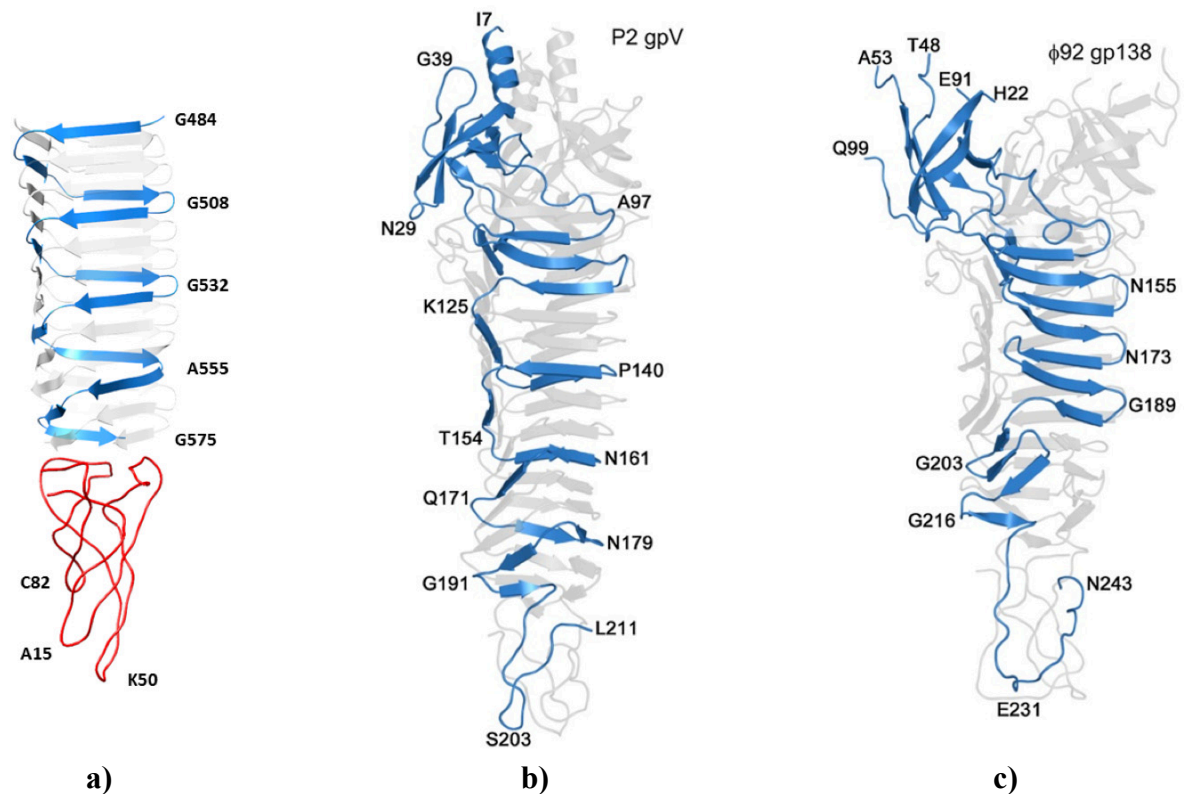 G484
G508
G532
A555
G575
C82
A15
K50
a)
I7
P2 gpV
G39
N29
A97
K125
P140
T154
N161
Q171
N179
G191
L211
S203
b)
T48
ϕ92 gp138
A53
E91
H22
Q99
N155
N173
G189
G203
G216
N243
E231
c)